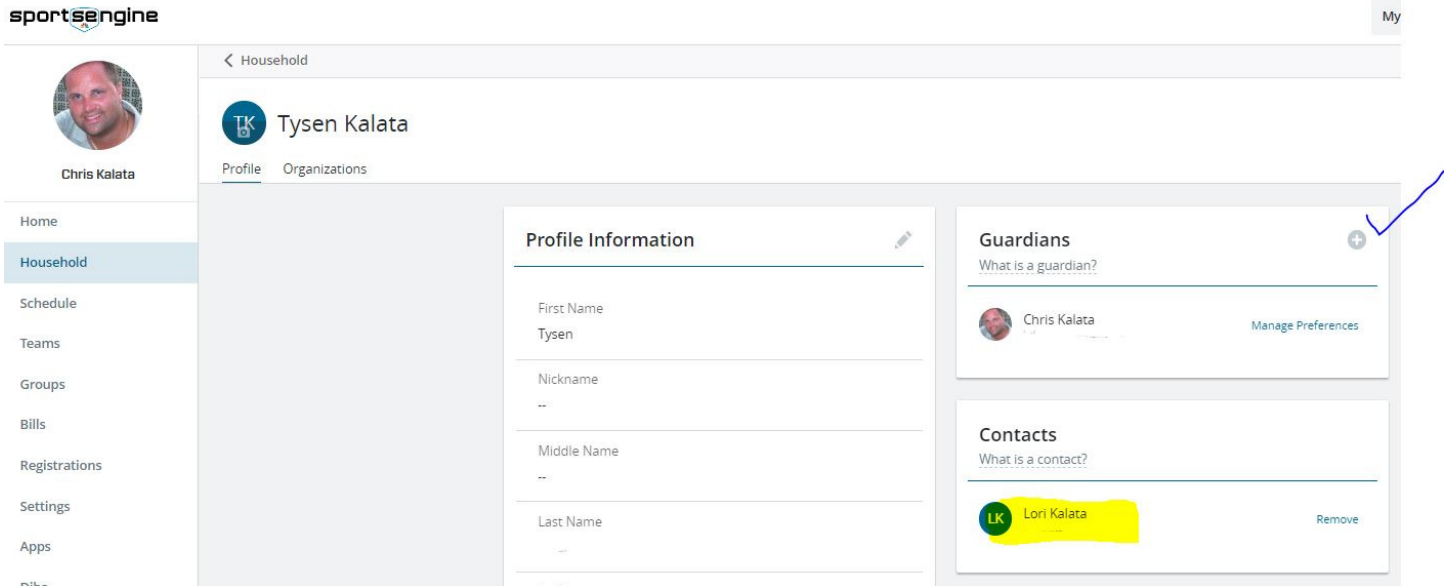 sportsengine
My
Chris Kalata
Home
Household
Schedule
Teams
Groups
Bills
Registrations
Settings
Apps
Household
TK
Tysen Kalata
Profile Organizations
Profile Information
First Name
Tysen
Nickname
--
Middle Name
--
Last Name
Guardians
What is a guardian?
Chris Kalata
Manage Preferences
Contacts
What is a contact?
LK
Lori Kalata
Remove